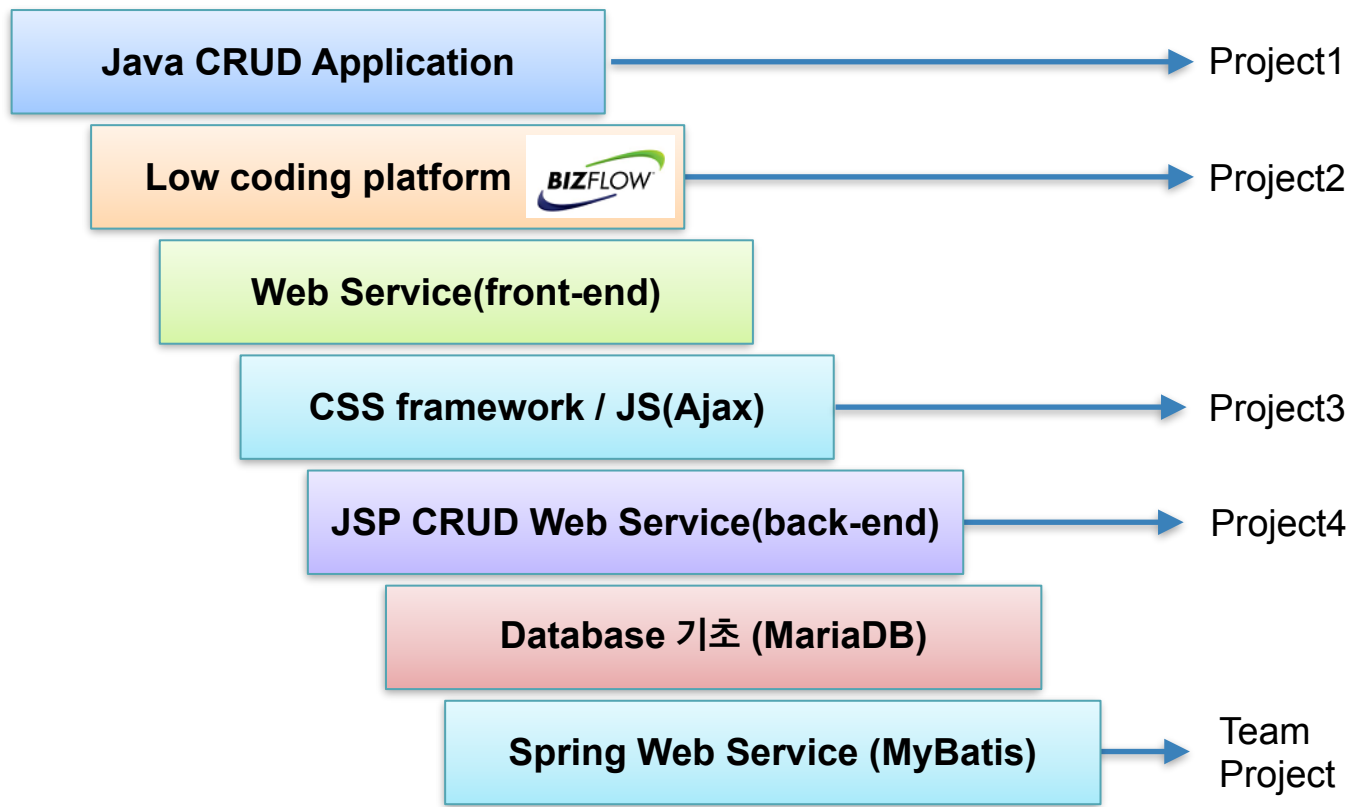 Java CRUD Application
Project1
Low coding platform
BIZFLOW
Project2
Web Service(front-end)
CSS framework / JS(Ajax)
Project3
JSP CRUD Web Service(back-end)
Project4
Database 기초 (MariaDB)
Spring Web Service (MyBatis)
Team
Project